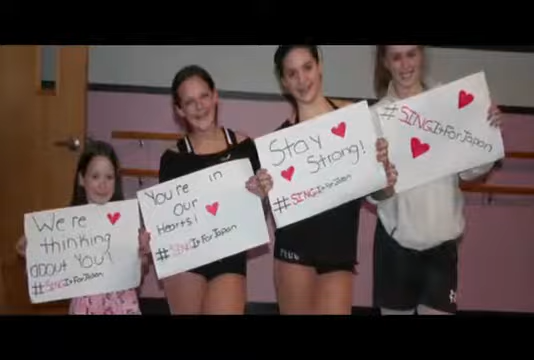 We're
thinking
about You!
#SINGItForJapan
You're in
our
Hearts!
#SINGItForJapan
Stay
Strong!
#SINGItForJapan
#SINGItForJapan